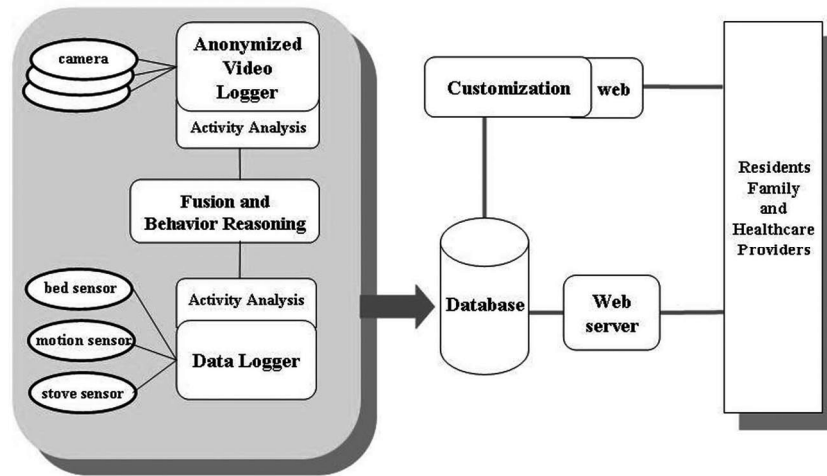 camera
Anonymized
Video
Logger
Activity Analysis
Fusion and
Behavior Reasoning
bed sensor
motion sensor
stove sensor
Activity Analysis
Data Logger
Customization
web
Database
Web
server
Residents
Family
and
Healthcare
Providers